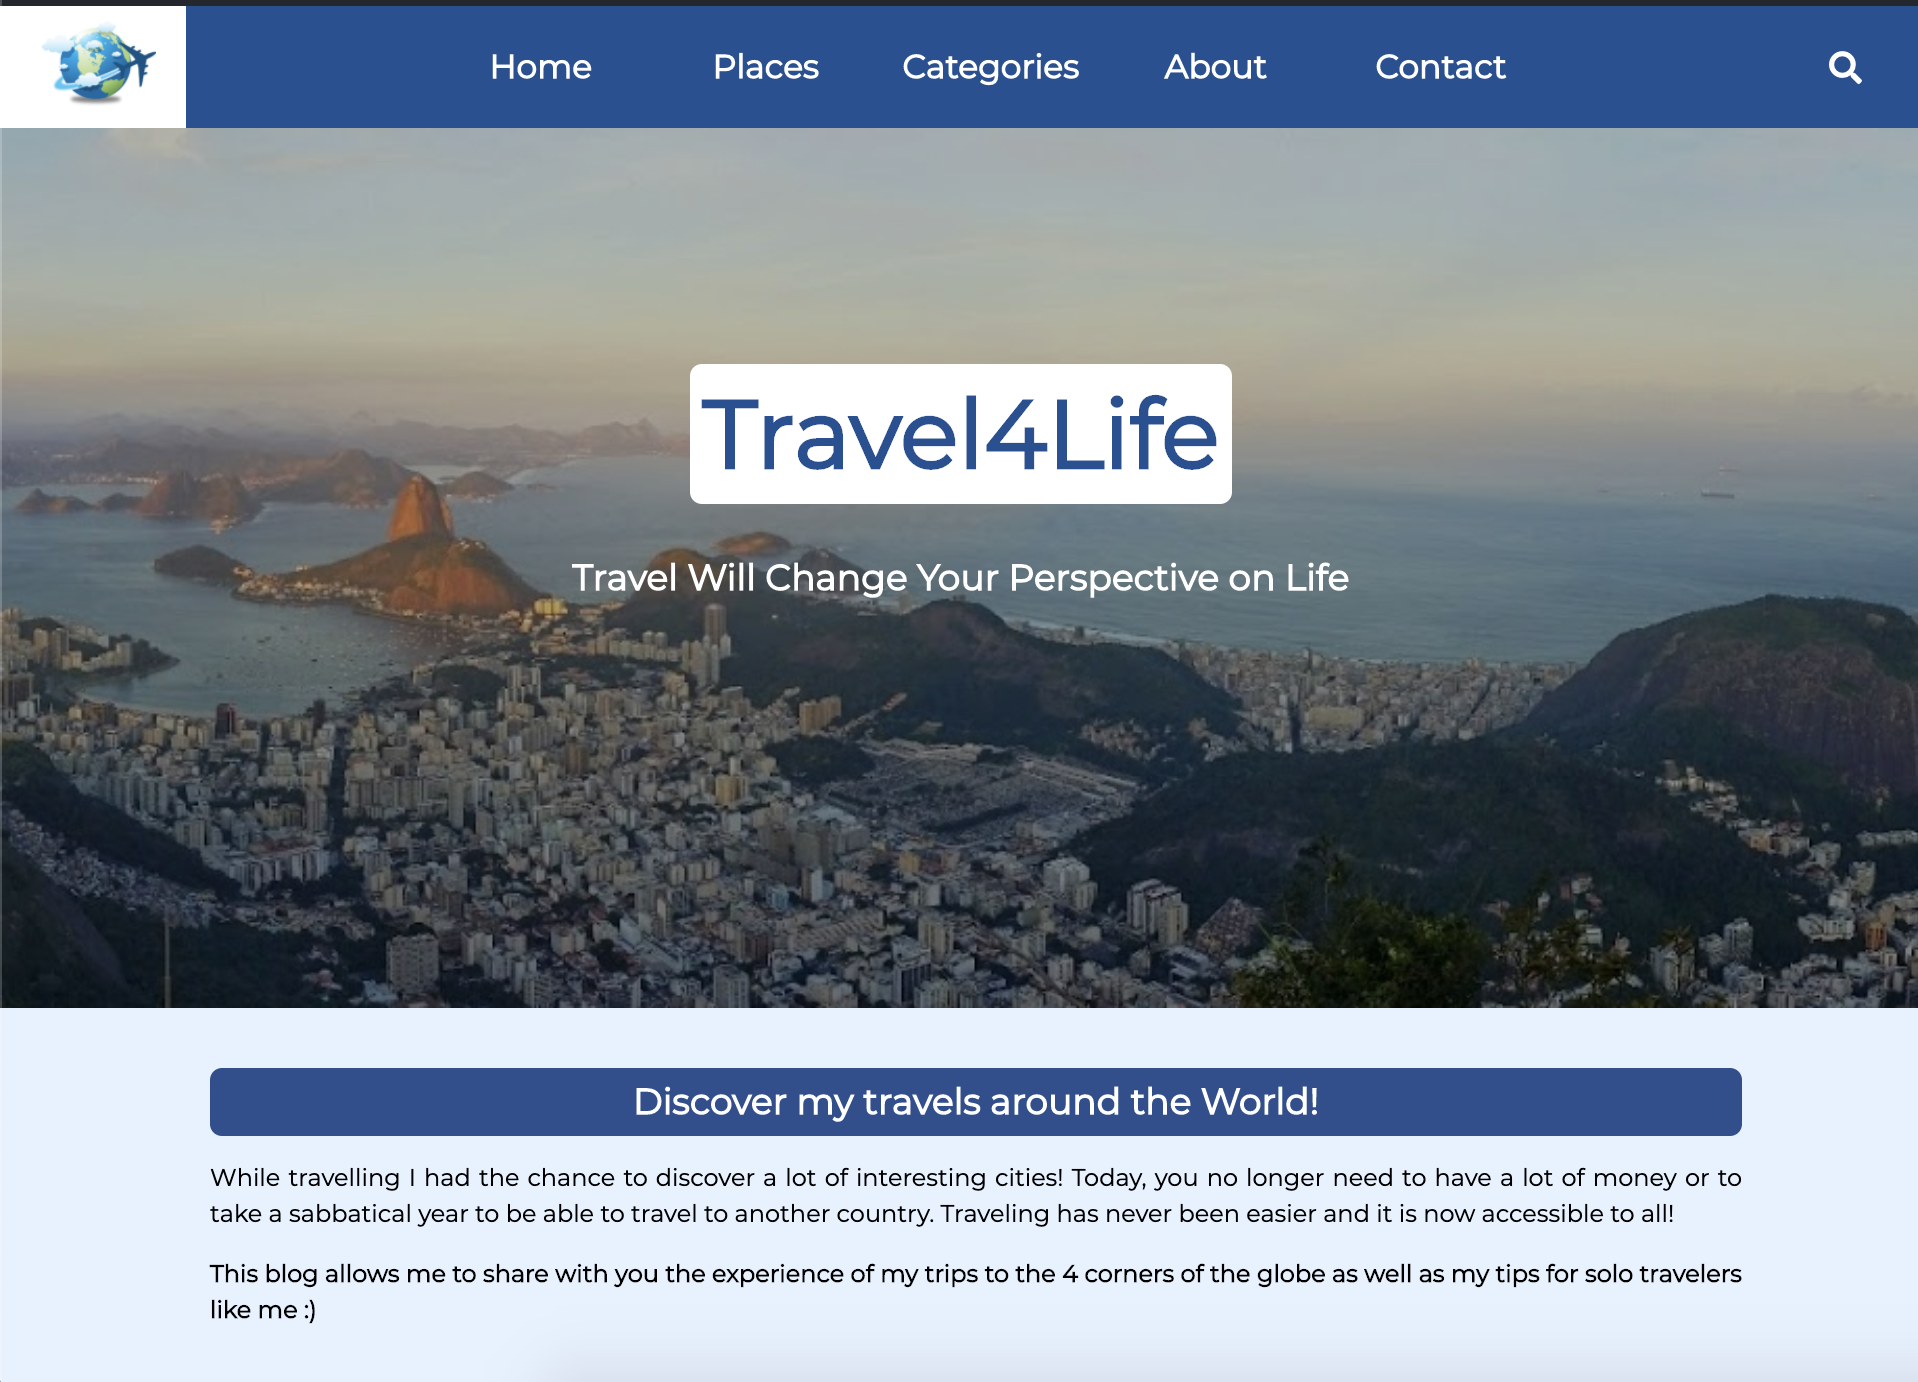 Home Places Categories About Contact
Travel4Life
Travel Will Change Your Perspective on Life
Discover my travels around the World!
While travelling I had the chance to discover a lot of interesting cities! Today, you no longer need to have a lot of money or to
take a sabbatical year to be able to travel to another country. Traveling has never been easier and it is now accessible to all!
This blog allows me to share with you the experience of my trips to the 4 corners of the globe as well as my tips for solo travelers
like me :)